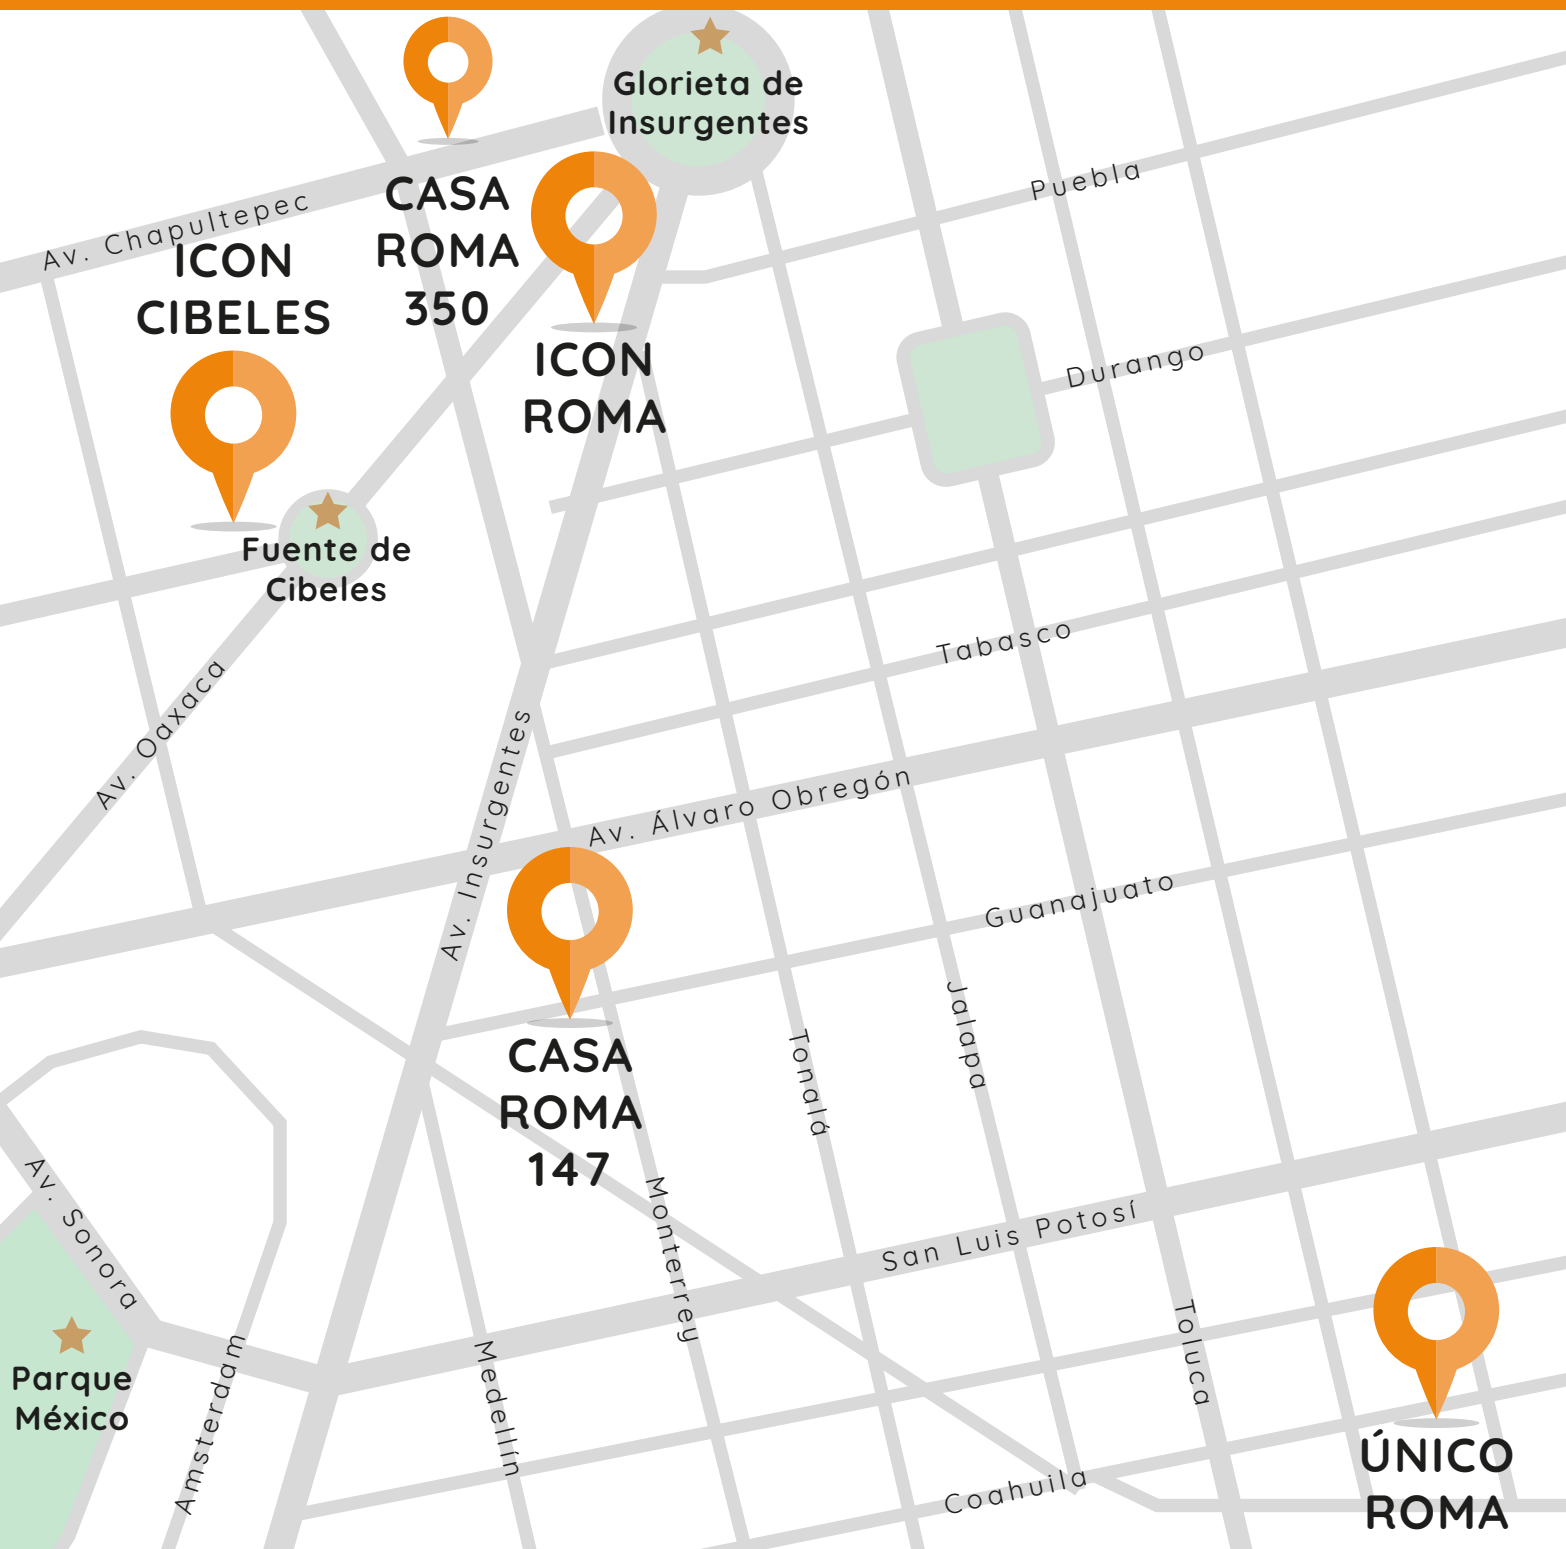 Glorieta de
Insurgentes
Puebla
CASA
ROMA
350
Av. Chapultepec
ICON
CIBELES
ICON
ROMA
Durango
Fuente de
Cibeles
Tabasco
Av. Oaxaca
Av. Insurgentes
Av. Álvaro Obregón
Guanajuato
CASA
ROMA
147
Jalapa
Tonalá
Monterrey
Av. Sonora
San Luis Potosí
Toluca
Parque
México
Amsterdam
Medellín
Coahuila
ÚNICO
ROMA